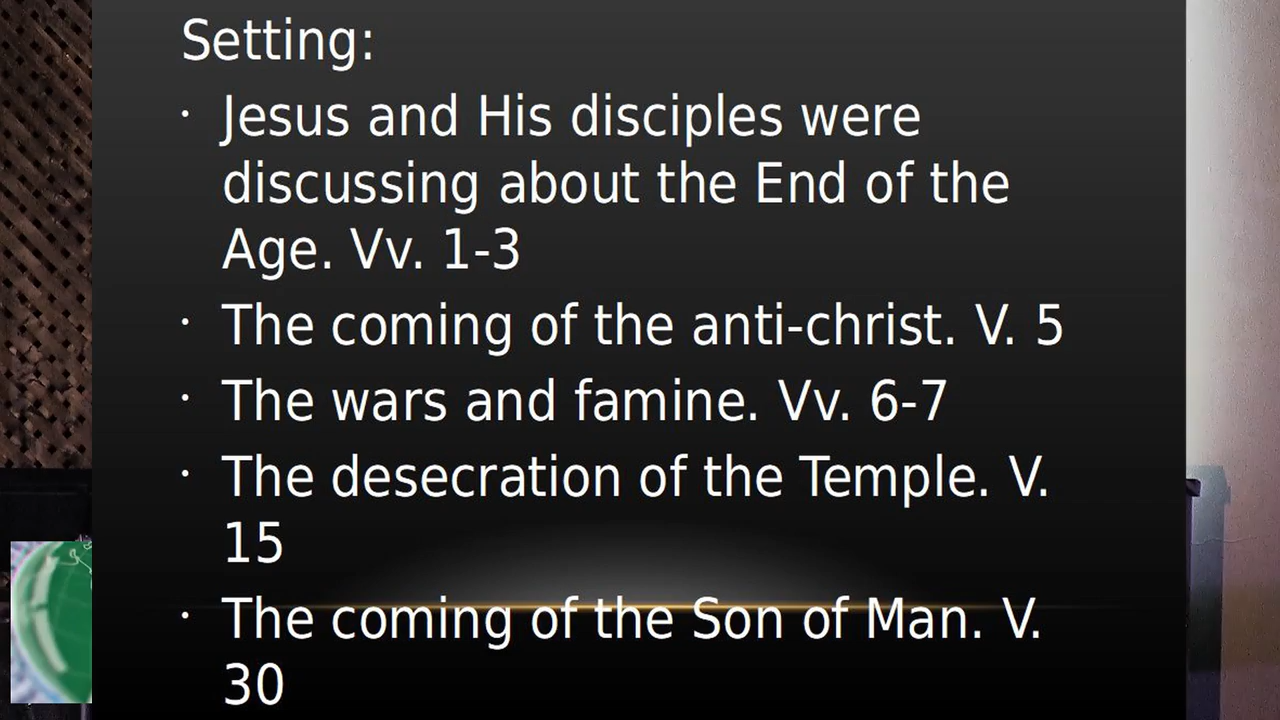 Setting:
· Jesus and His disciples were
discussing about the End of the
Age. Vv. 1-3
· The coming of the anti-christ. V. 5
· The wars and famine. Vv. 6-7
· The desecration of the Temple. V.
15
· The coming of the Son of Man. V.
30